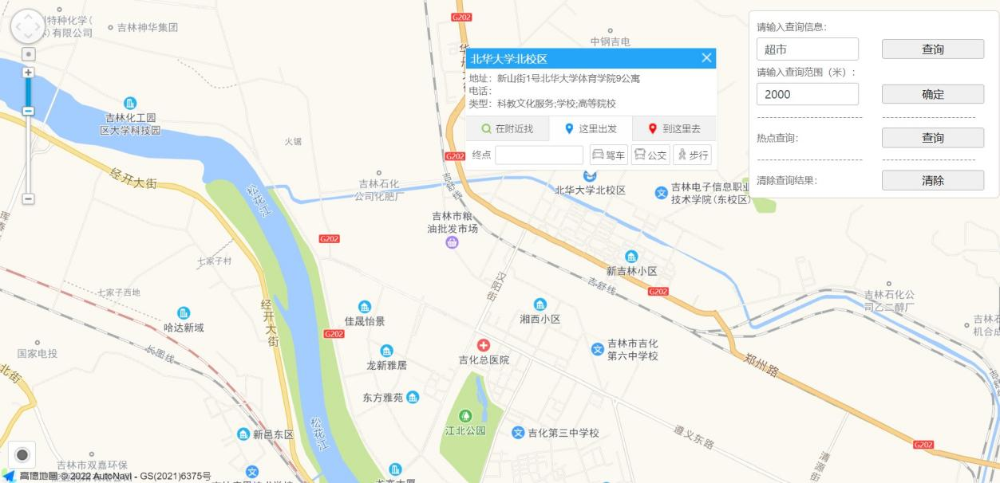 特种化学(
)有限公司
吉林神华集团
G202
中钢吉电
北华大学北校区
地址：新山街1号北华大学体育学院9公寓
电话：
类型：科教文化服务;学校;高等院校
在附近找
这里出发
到这里去
终点
驾车
公交
步行
请输入查询信息：
超市
查询
请输入查询范围（米）：
2000
确定
热点查询：
查询
清除查询结果：
清除
吉林化工园
区大学科技园
火锯
G202
经开大街
松花江
吉林石化
公司化肥厂
吉舒线
北华大学北校区
吉林电子信息职业
技术学院(东校区)
吉林市粮
油批发市场
G202
七家子村
新吉林小区
汉阳街
吉舒线
G202
七家子西地
经开大街
佳晟怡景
湘西小区
吉林石化公
司乙二醇厂
哈达新城
G202
吉林石
机合成
国家电投
长图线
龙新雅居
吉化总医院
吉林市吉化
第六中学校
郑州路
北街
东方雅苑
江北公园
松花江
新邑东区
吉化第三中学校
遵义东路
G202
清源街
吉林市双嘉环保
高德地图 © 2022 AutoNavi - GS(2021)6375号